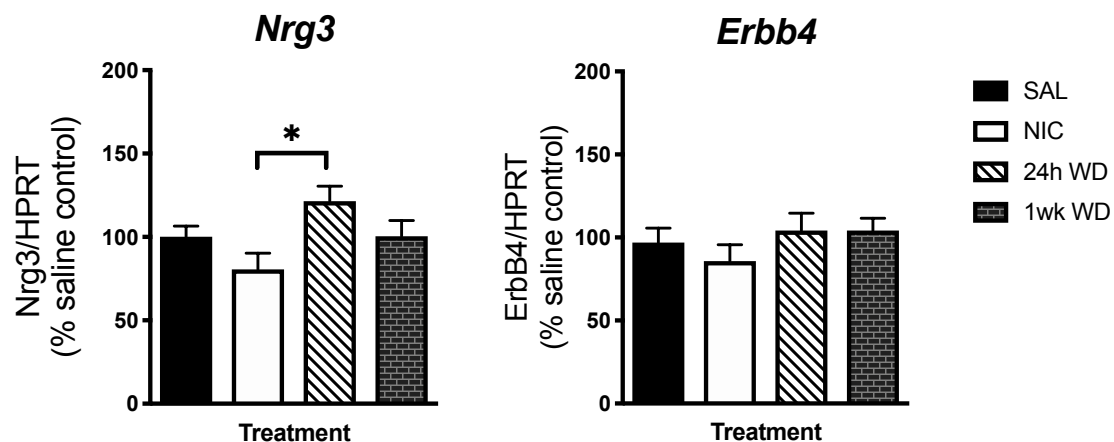 Nrg3
Nrg3/HPRT
(% saline control)
200
150
100
50
0
*
Treatment
Erbb4
ErbB4/HPRT
(% saline control)
200
150
100
50
0
Treatment
SAL
NIC
24h WD
1wk WD